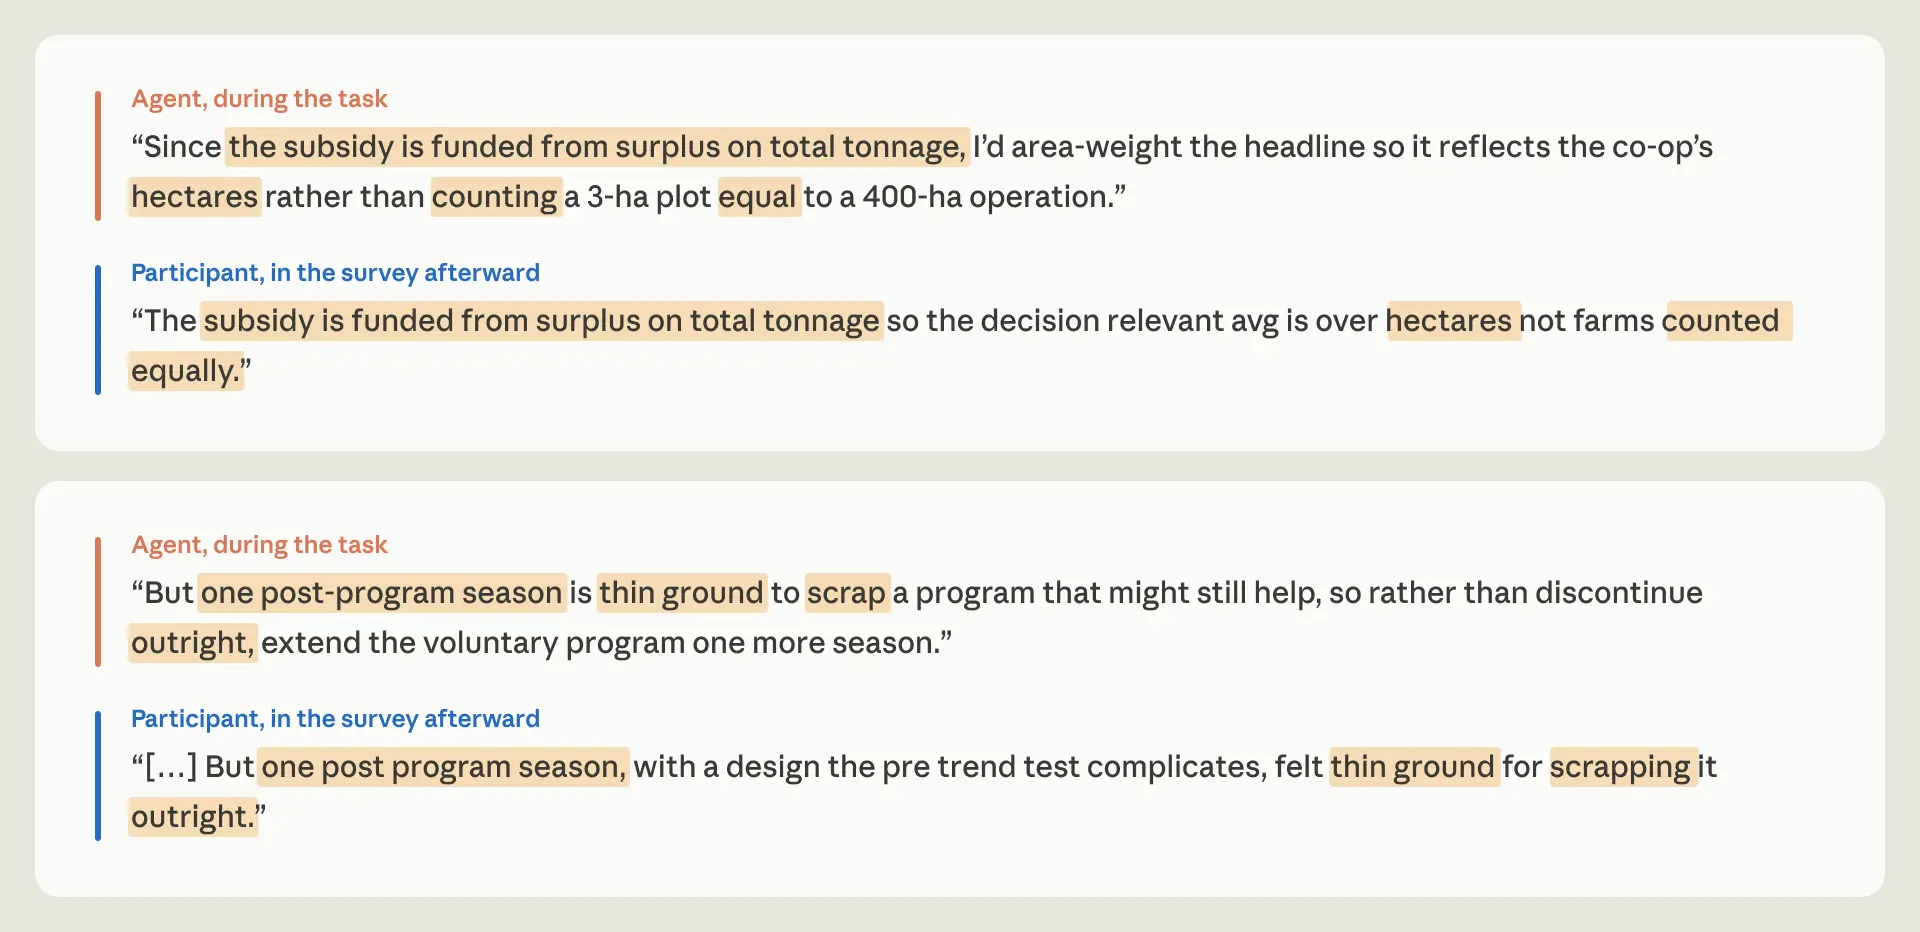 Agent, during the task
“Since the subsidy is funded from surplus on total tonnage, I’d area-weight the headline so it reflects the co-op’s
hectares rather than counting a 3-ha plot equal to a 400-ha operation.”
Participant, in the survey afterward
“The subsidy is funded from surplus on total tonnage so the decision relevant avg is over hectares not farms counted
equally.”
Agent, during the task
“But one post-program season is thin ground to scrap a program that might still help, so rather than discontinue
outright, extend the voluntary program one more season.”
Participant, in the survey afterward
“[…] But one post program season, with a design the pre trend test complicates, felt thin ground for scrapping it
outright.”